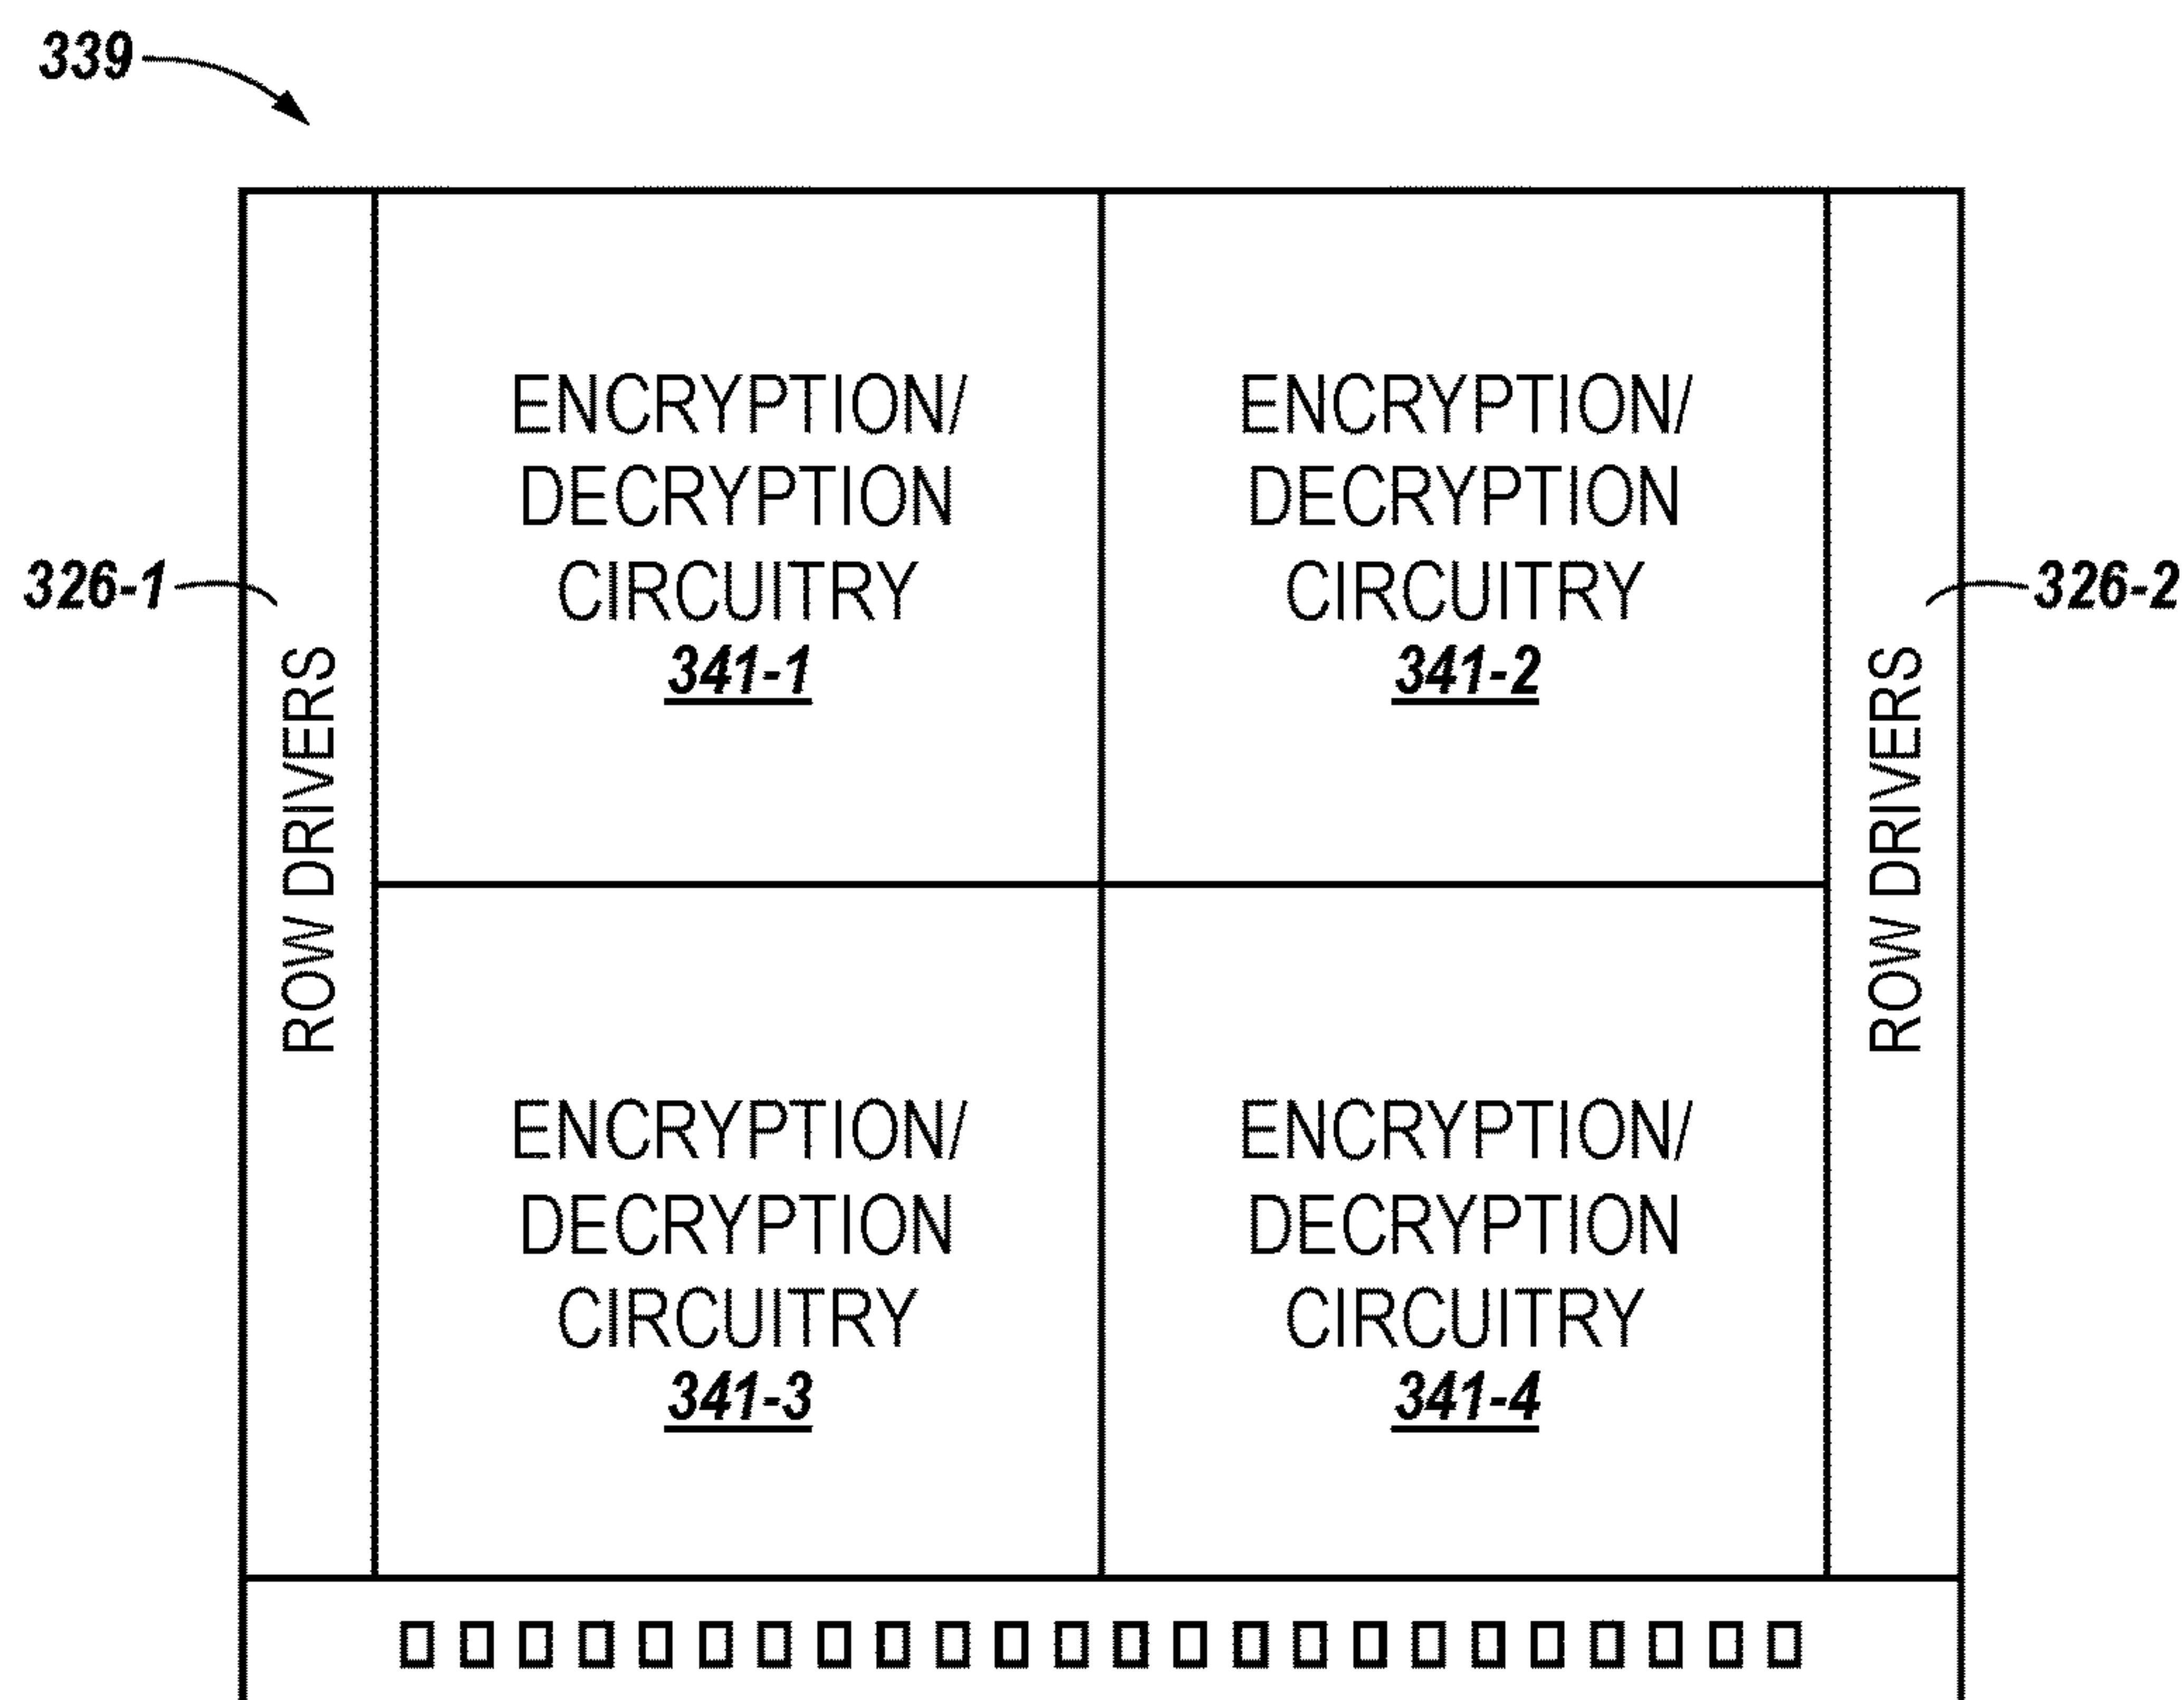 339
ENCRYPTION/
DECRYPTION
CIRCUITRY
341-1
ENCRYPTION/
DECRYPTION
CIRCUITRY
341-2
326-1
326-2
ROW DRIVERS
ROW DRIVERS
ENCRYPTION/
DECRYPTION
CIRCUITRY
341-3
ENCRYPTION/
DECRYPTION
CIRCUITRY
341-4